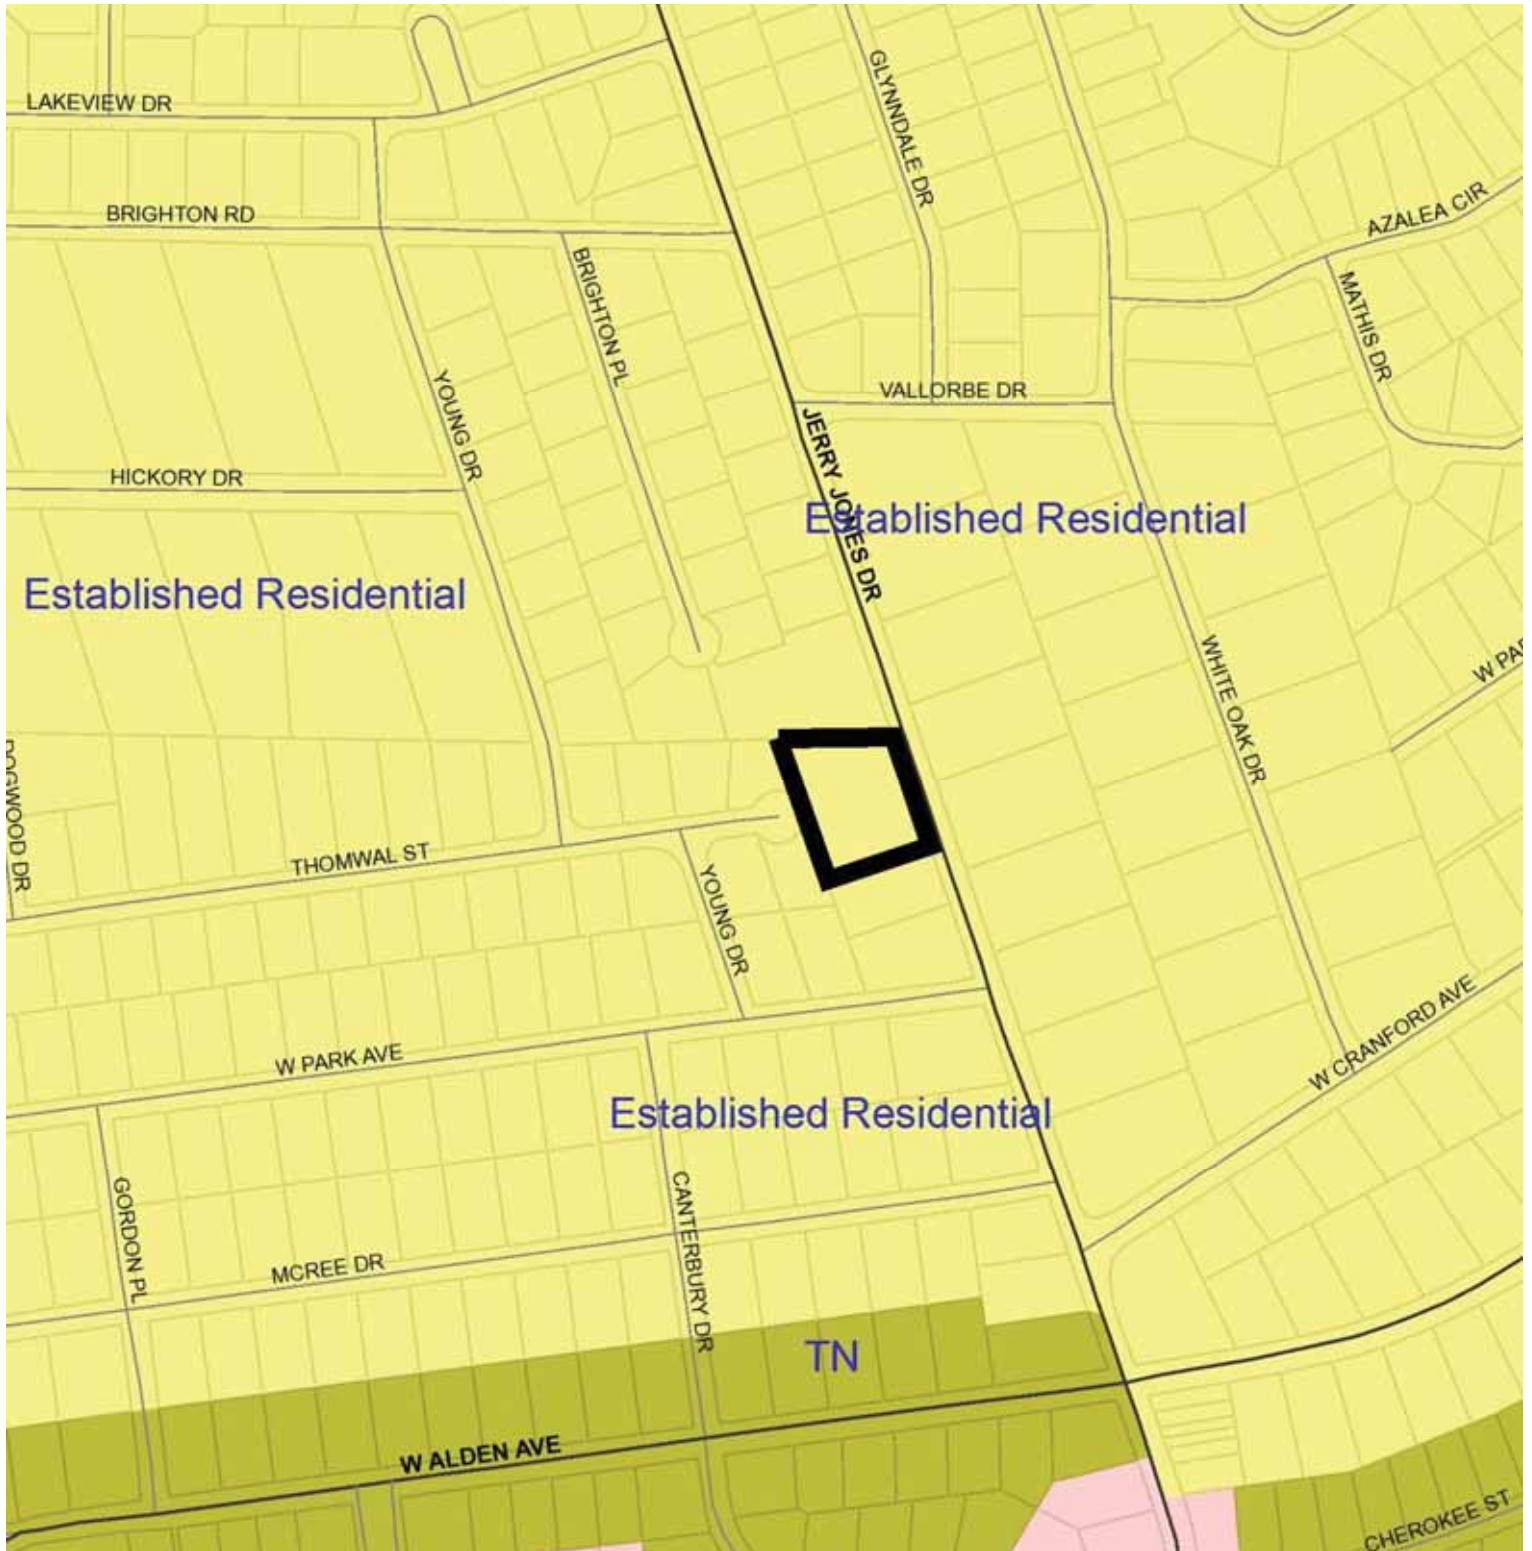 LAKEVIEW DR
GLYNNDALE DR
BRIGHTON RD
AZALEA CIR
BRIGHTON PL
MATHIS DR
YOUNG DR
VALLORBE DR
JERRY JONES DR
HICKORY DR
Established Residential
Established Residential
WHITE OAK DR
W PAR
DOGWOOD DR
THOMWAL ST
YOUNG DR
W CRANFORD AVE
W PARK AVE
Established Residential
GORDON PL
CANTERBURY DR
MCREE DR
TN
W ALDEN AVE
CHEROKEE ST